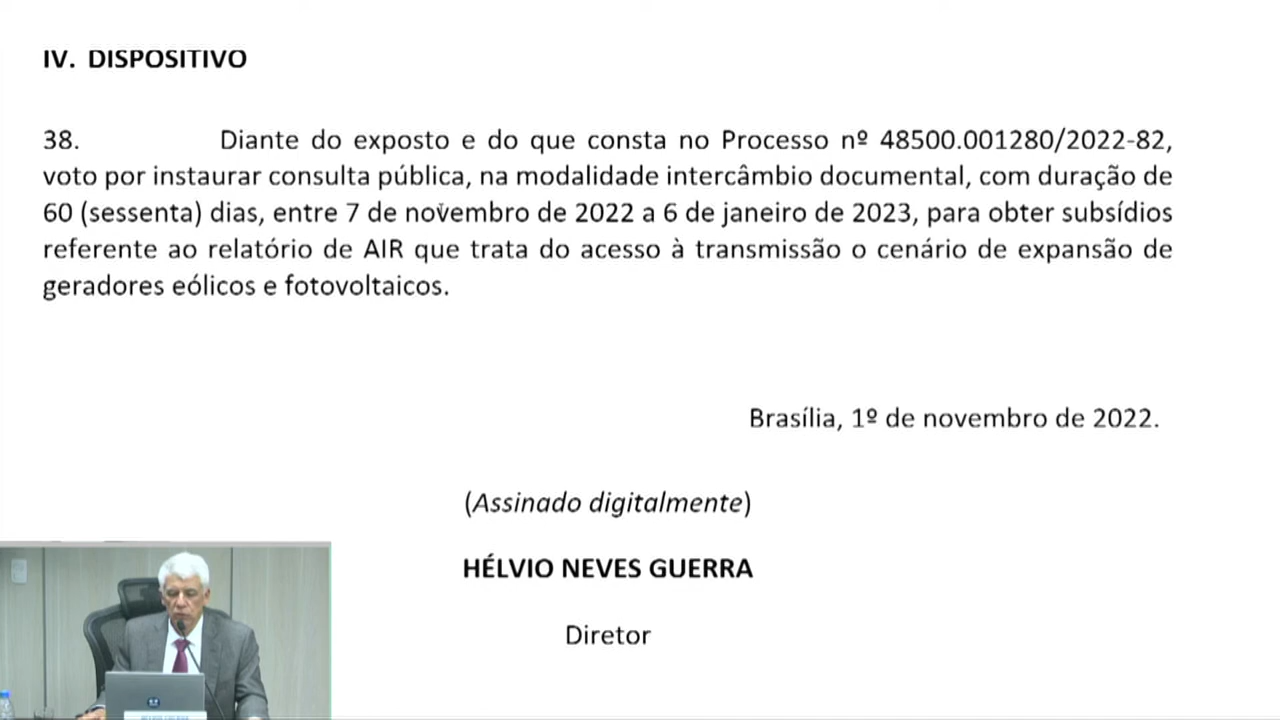 IV. DISPOSITIVO
38. Diante do exposto e do que consta no Processo nº 48500.001280/2022-82,
voto por instaurar consulta pública, na modalidade intercâmbio documental, com duração de
60 (sessenta) dias, entre 7 de novembro de 2022 a 6 de janeiro de 2023, para obter subsídios
referente ao relatório de AIR que trata do acesso à transmissão o cenário de expansão de
geradores eólicos e fotovoltaicos.
Brasília, 1º de novembro de 2022.
(Assinado digitalmente)
HÉLVIO NEVES GUERRA
Diretor